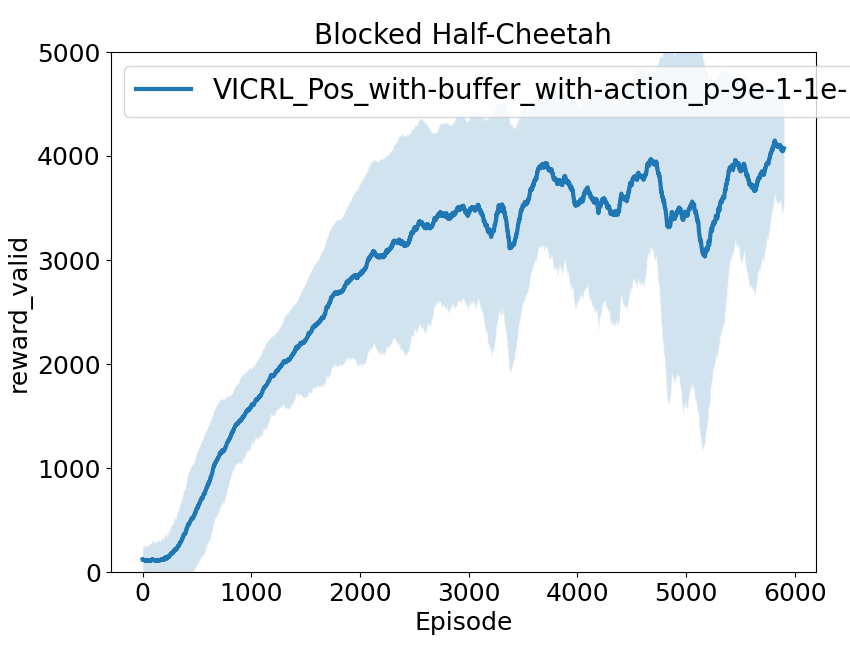 Blocked Half-Cheetah
VICRL_Pos_with-buffer_with-action_p-9e-1-1e-
5000
4000
3000
2000
1000
0
reward_valid
0 1000 2000 3000 4000 5000 6000
Episode